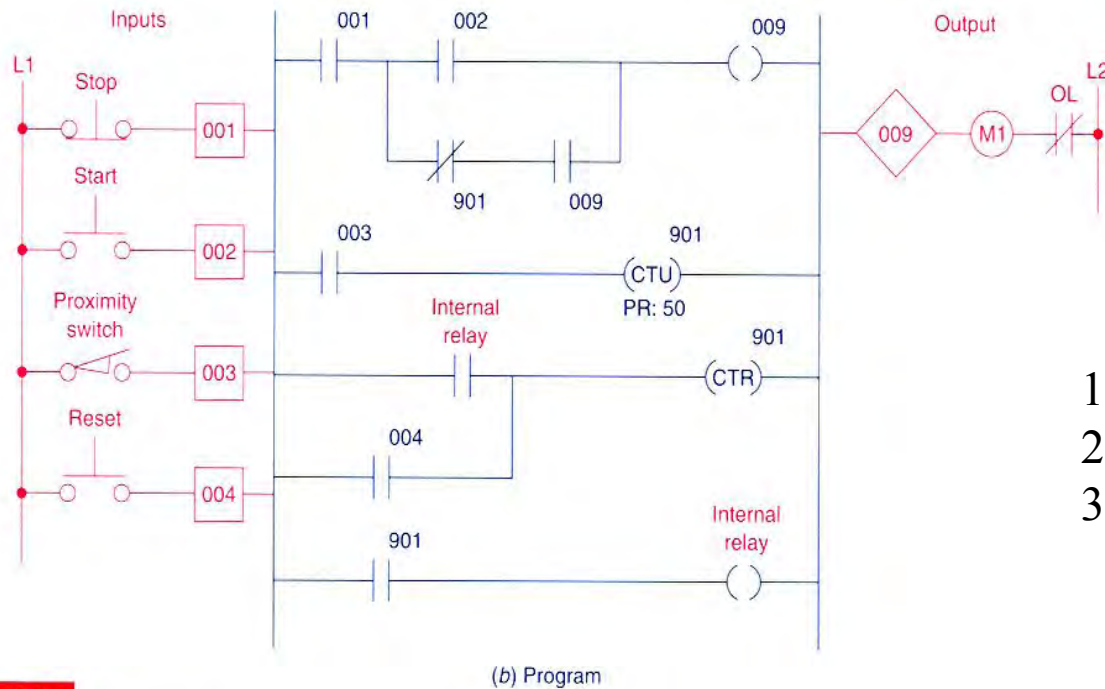 Inputs
L1
Stop
001
Start
002
Proximity
switch
003
Reset
004
001 002 009
901 009
003 901
CTU
PR: 50
Internal
relay
901
CTR
004
901
Internal
relay
Output
L2
OL
009
M1
1
2
3
(b) Program